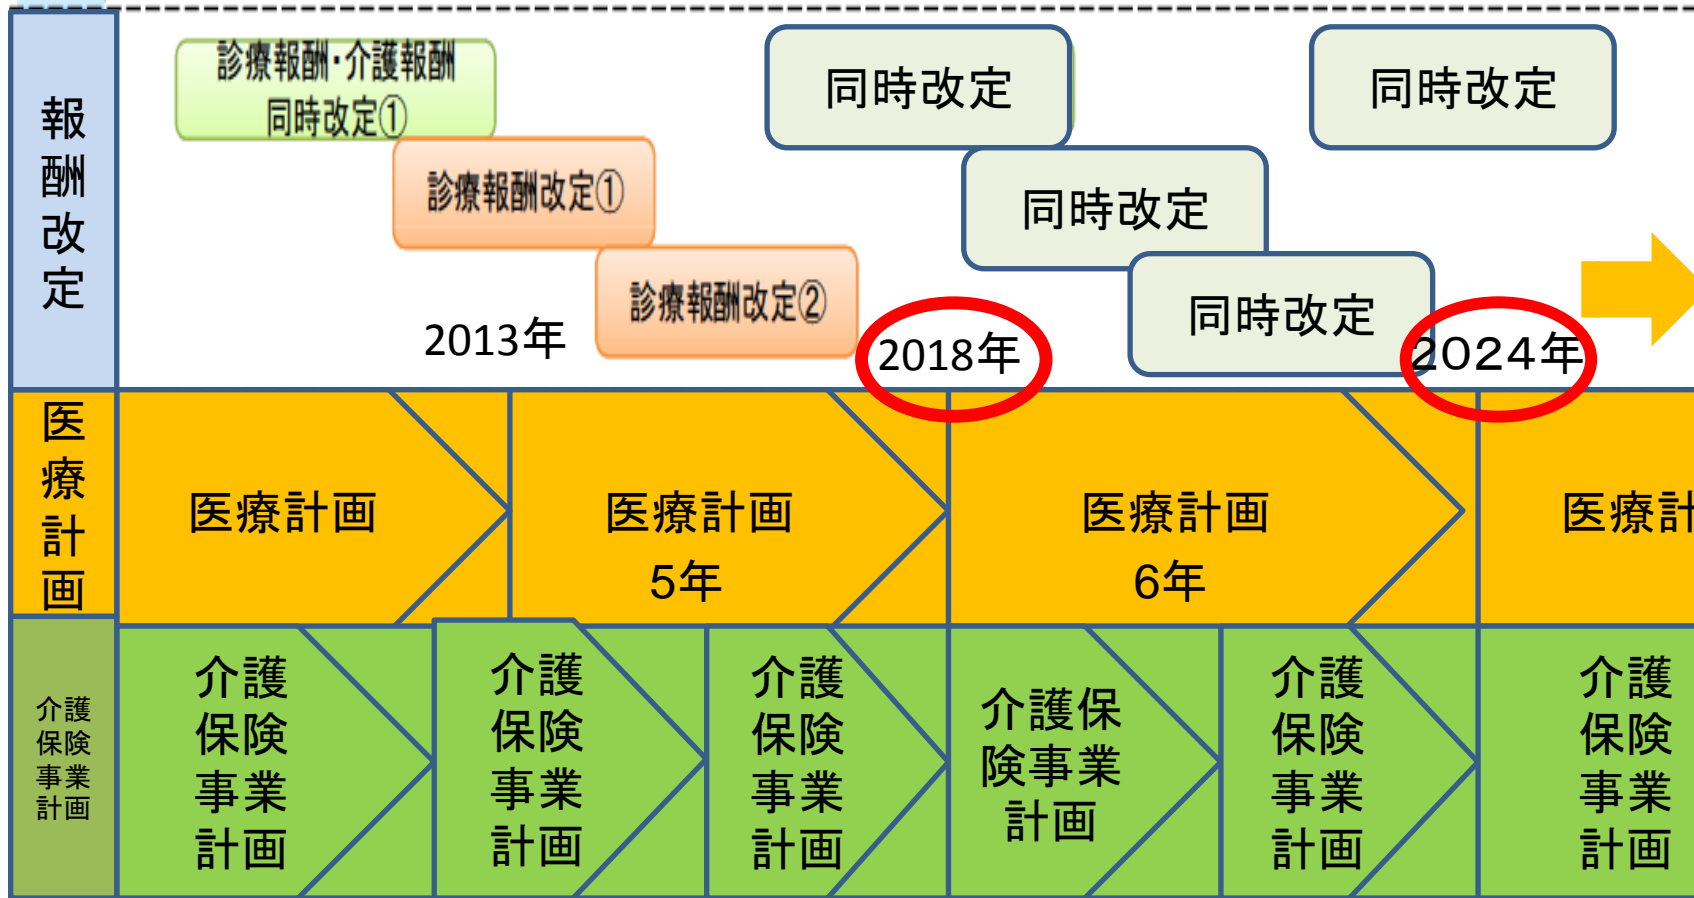 報
酬
改
定
診療報酬・介護報酬
同時改定①
診療報酬改定①
診療報酬改定②
同時改定
同時改定
同時改定
同時改定
2013年
2018年
２０２４年
医
療
計
画
医療計画
医療計画
5年
医療計画
6年
医療計
介護
保険
事業
計画
介護
保険
事業
計画
介護
保険
事業
計画
介護
保険
事業
計画
介護保
険事業
計画
介護
保険
事業
計画
介護
保険
事業
計画